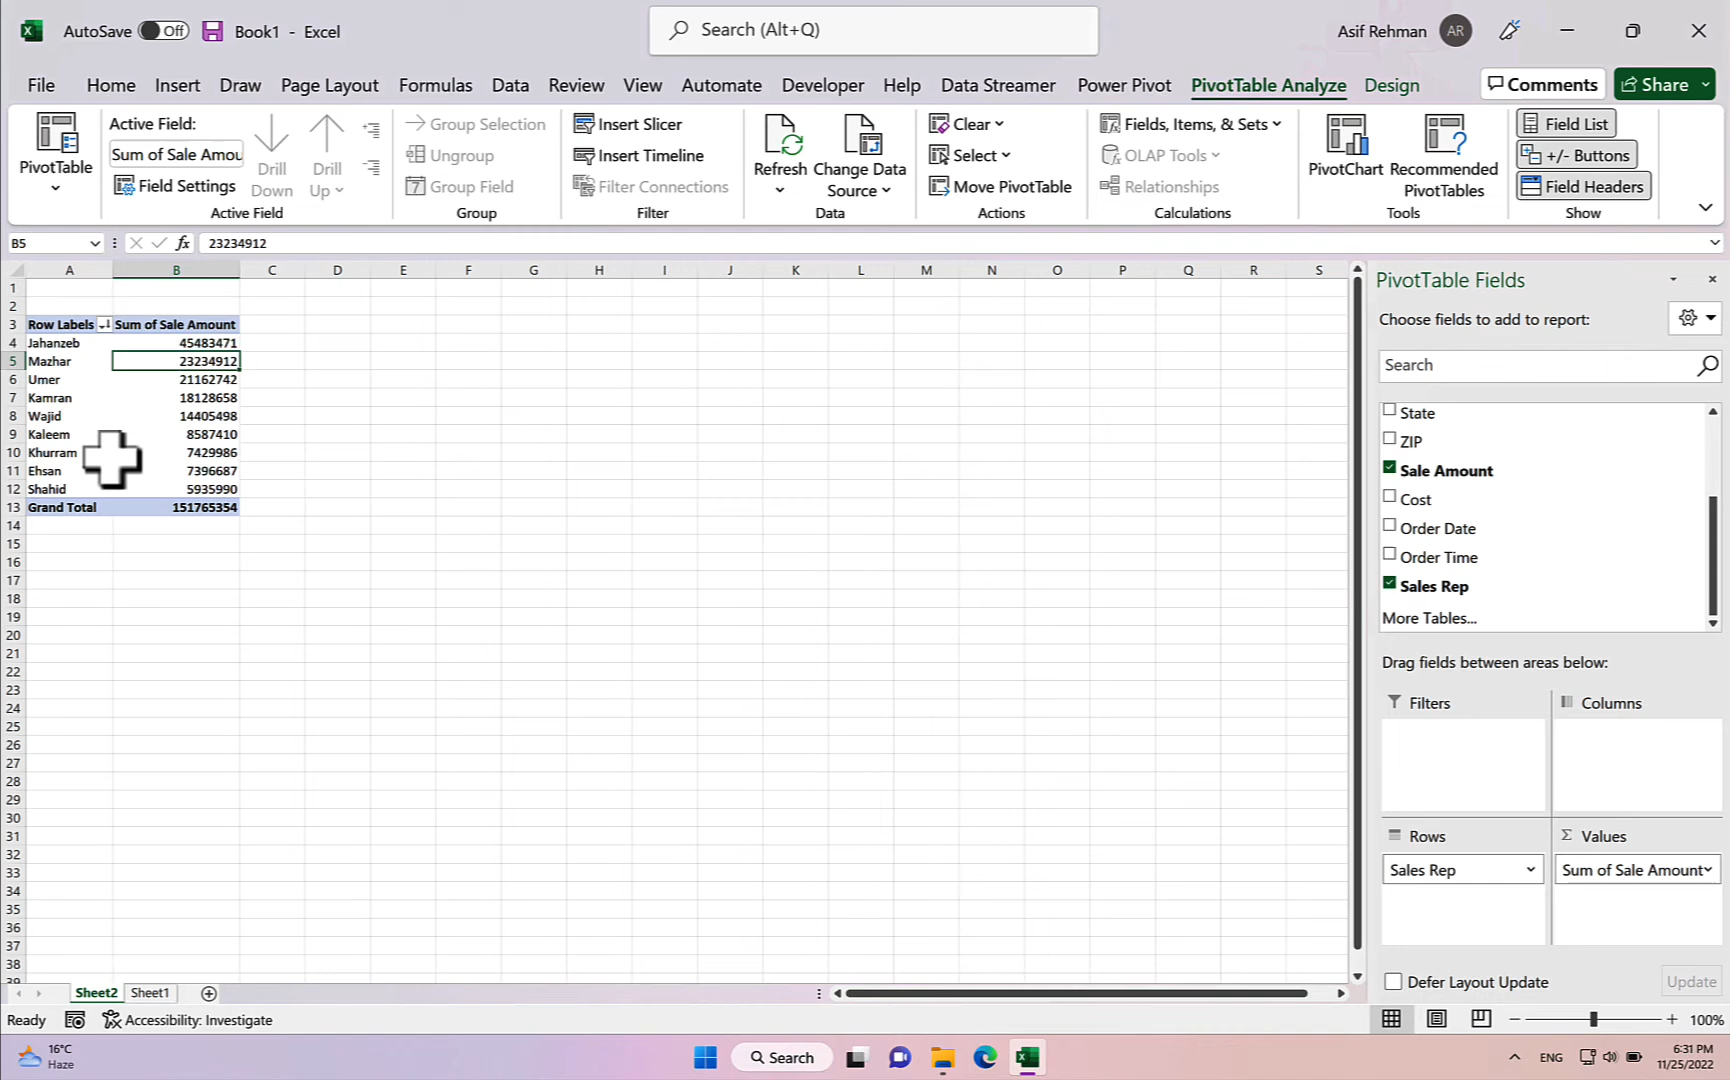 AutoSave Off Book1 - Excel Search (Alt+Q) Asif Rehman AR
File Home Insert Draw Page Layout Formulas Data Review View Automate Developer Help Data Streamer Power Pivot PivotTable Analyze Design Comments Share
PivotTable
Active Field:
Sum of Sale Amou
Field Settings
Drill Down
Drill Up
Active Field
Group Selection
Ungroup
7 Group Field
Group
Insert Slicer
Insert Timeline
Filter Connections
Filter
Refresh
Change Data Source
Data
Clear
Select
Move PivotTable
Actions
Fields, Items, & Sets
OLAP Tools
Relationships
Calculations
PivotChart
Recommended PivotTables
Tools
Field List
+/- Buttons
Field Headers
Show
B5 fx 23234912
A B C D E F G H I J K L M N O P Q R S
1
2
3 Row Labels Sum of Sale Amount
4 Jahanzeb 45483471
5 Mazhar 23234912
6 Umer 21162742
7 Kamran 18128658
8 Wajid 14405498
9 Kaleem 8587410
10 Khurram 7429986
11 Ehsan 7396687
12 Shahid 5935990
13 Grand Total 151765354
14
15
16
17
18
19
20
21
22
23
24
25
26
27
28
29
30
31
32
33
34
35
36
37
38
39
PivotTable Fields
Choose fields to add to report:
Search
State
ZIP
Sale Amount
Cost
Order Date
Order Time
Sales Rep
More Tables...
Drag fields between areas below:
Filters
Columns
Rows
Σ Values
Sales Rep
Sum of Sale Amount
Defer Layout Update Update
Sheet2 Sheet1
Ready Accessibility: Investigate 100%
16°C
Haze
Search
ENG
6:31 PM
11/25/2022